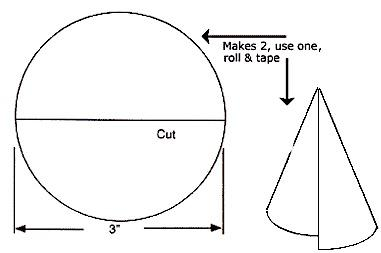 Makes 2, use one,
roll & tape
Cut
3"